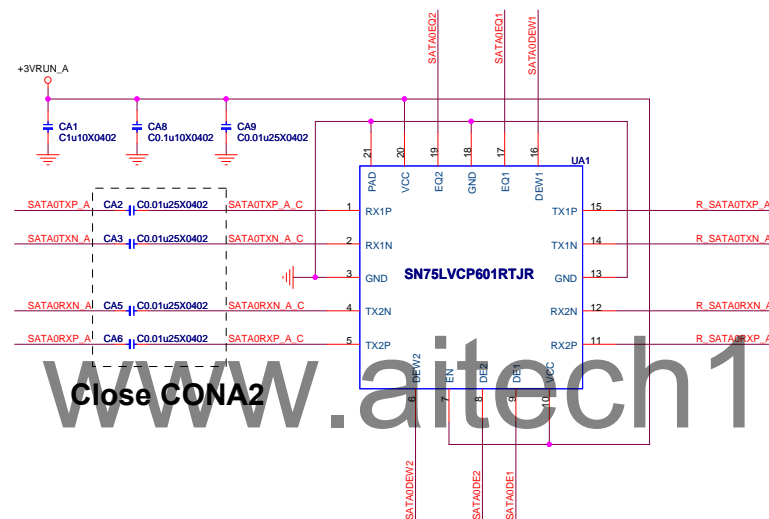 SATA0EQ2
SATA0EQ1
SATA0DEW1
+3VRUN_A
CA1
C1u10X0402
CA8
C0.1u10X0402
CA9
C0.01u25X0402
21
20
19
18
17
16
UA1
PAD
VCC
EQ2
GND
EQ1
DEW1
SATA0TXP_A
CA2
C0.01u25X0402
SATA0TXP_A_C
1
RX1P
TX1P
15
R_SATA0TXP_A
SATA0TXN_A
CA3
C0.01u25X0402
SATA0TXN_A_C
2
RX1N
TX1N
14
R_SATA0TXN_A
3
GND
SN75LVCP601RTJR
GND
13
SATA0RXN_A
CA5
C0.01u25X0402
SATA0RXN_A_C
4
TX2N
RX2N
12
R_SATA0RXN_A
SATA0RXP_A
CA6
C0.01u25X0402
SATA0RXP_A_C
5
TX2P
RX2P
11
R_SATA0RXP_A
DEW2
EN
DE2
DE1
VCC
www.aitech1
Close CONA2
6
7
8
9
10
SATA0DEW2
SATA0DE2
SATA0DE1